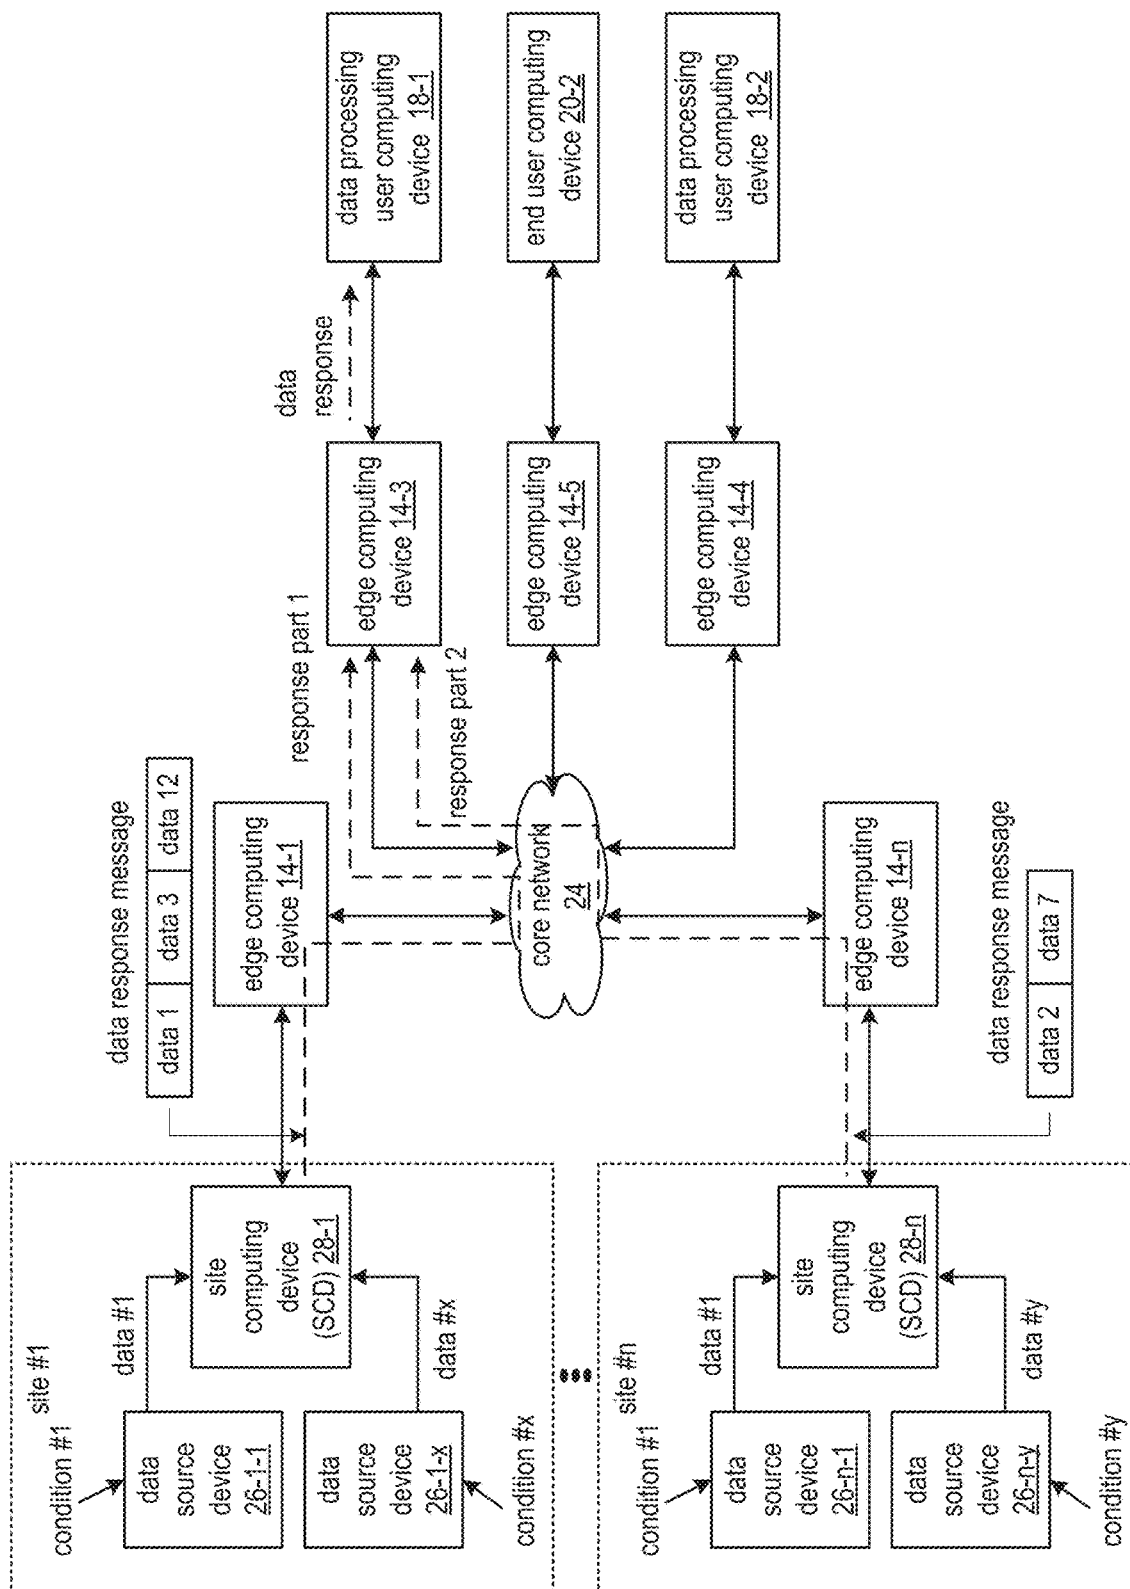 site #1
condition #1
data
source
device
26-1-1
data #1
data
source
device
26-1-x
condition #x
data #x
site
computing
device
(SCD) 28-1
data response message
data 1
data 3
data 12
edge computing
device 14-1
response part 1
response part 2
edge computing
device 14-3
data
response
data processing
user computing
device 18-1
core network
24
edge computing
device 14-5
end user computing
device 20-2
edge computing
device 14-4
data processing
user computing
device 18-2
site #n
condition #1
data
source
device
26-n-1
data #1
data
source
device
26-n-y
condition #y
data #y
site
computing
device
(SCD) 28-n
edge computing
device 14-n
data response message
data 2
data 7